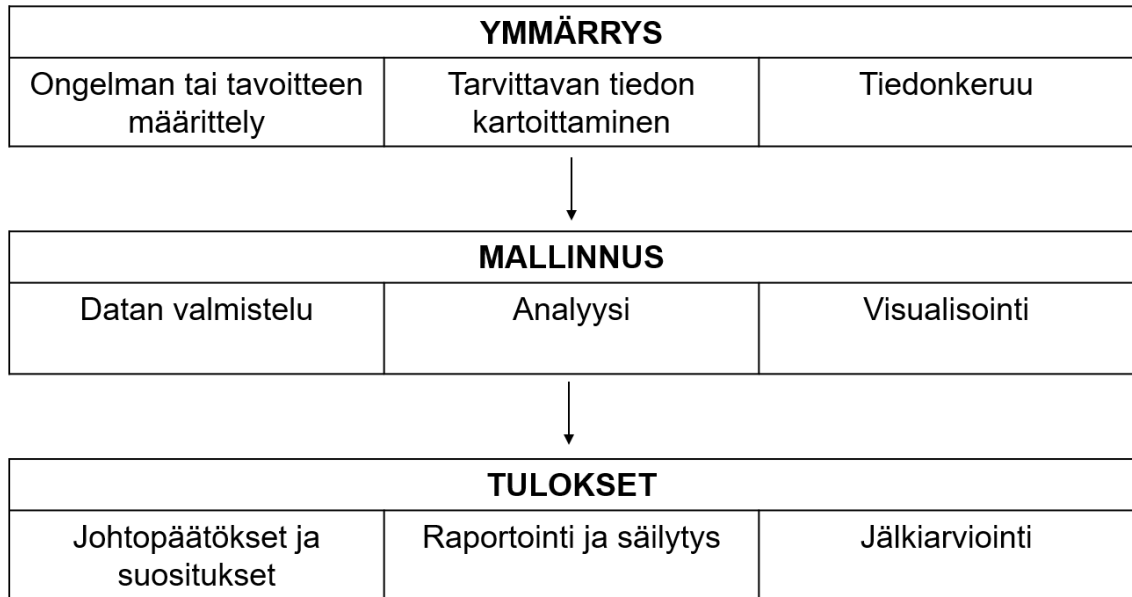 YMMÄRRYS
Ongelman tai tavoitteen
määrittely
Tarvittavan tiedon
kartoittaminen
Tiedonkeruu
MALLINNUS
Datan valmistelu
Analyysi
Visualisointi
TULOKSET
Johtopäätökset ja
suositukset
Raportointi ja säilytys
Jälkiarviointi